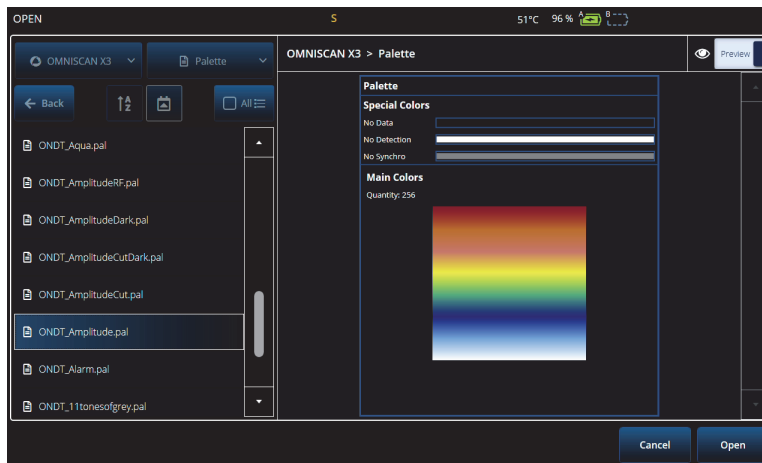 OPEN
S
51°C 96 % A B
OMNISCAN X3 Palette
Back A Z All
ONDT_Aqua.pal
ONDT_AmplitudeRF.pal
ONDT_AmplitudeDark.pal
ONDT_AmplitudeCutDark.pal
ONDT_AmplitudeCut.pal
ONDT_Amplitude.pal
ONDT_Alarm.pal
ONDT_11tonesofgrey.pal
OMNISCAN X3 > Palette
Preview
Palette
Special Colors
No Data
No Detection
No Synchro
Main Colors
Quantity: 256
Cancel Open